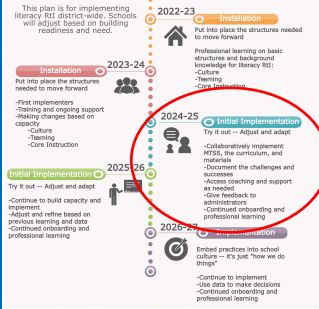 This plan is for implementing
literacy RtI district-wide. Schools
will adjust based on building
readiness and need.
2022-23
Installation
Put into place the structures needed
to move forward
Professional learning on basic
structures and background
knowledge for literacy RtI:
-Culture
-Teaming
-Core Instruction
2023-24
Installation
Put into place the structures
needed to move forward
-First implementers
-Training and ongoing support
-Making changes based on
capacity
-Culture
-Teaming
-Core Instruction
2024-25
Initial Implementation
Try it out -- Adjust and adapt
-Collaboratively implement
MTSS, the curriculum, and
materials
-Document the challenges and
successes
-Access coaching and support
as needed
-Give feedback to
administrators
-Continued onboarding and
professional learning
2025-26
Initial Implementation
Try it out -- Adjust and adapt
-Continue to build capacity and
implement
-Adjust and refine based on
previous learning and data
-Continued onboarding and
professional learning
2026-27
Implementation
Embed practices into school
culture -- it's just "how we do
things"
-Continue to implement
-Use data to make decisions
-Continued onboarding and
professional learning